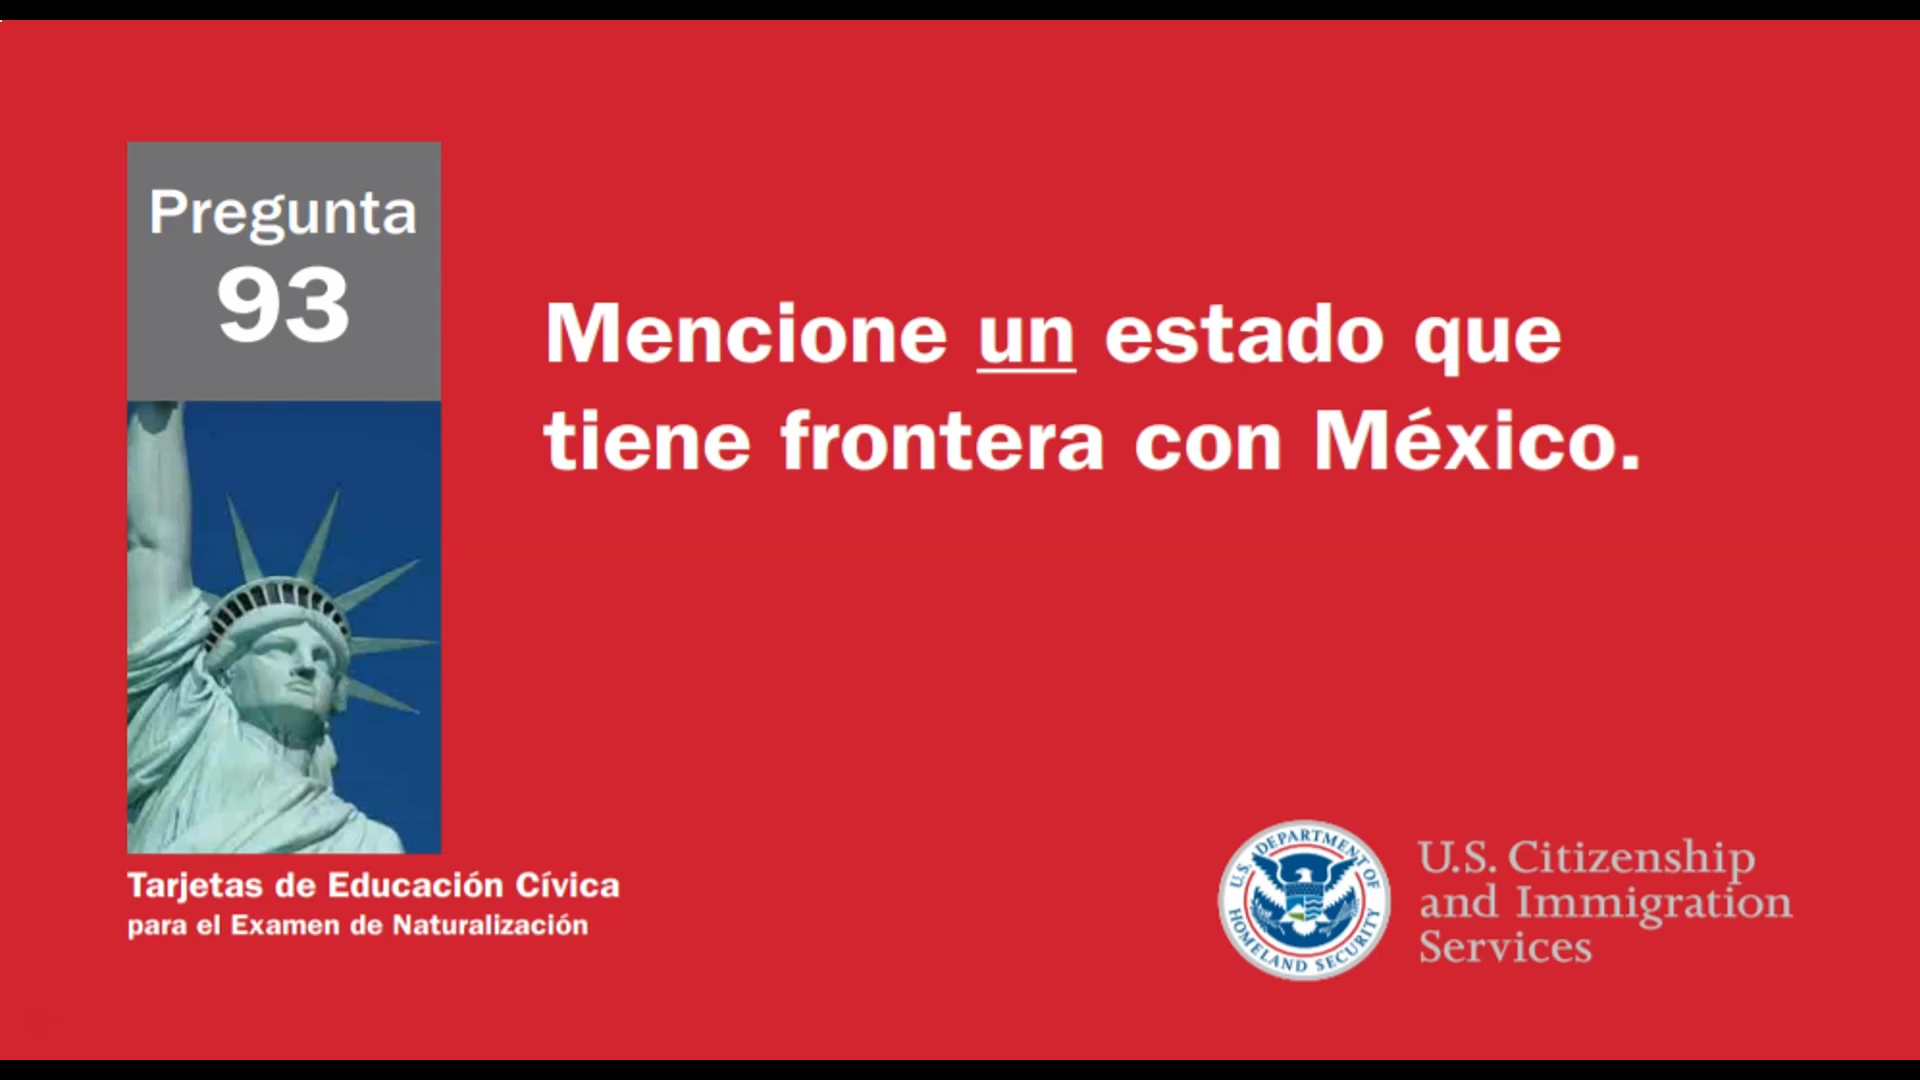 Pregunta
93
Mencione un estado que
tiene frontera con México.
Tarjetas de Educación Cívica
para el Examen de Naturalización
U.S. DEPARTMENT OF
HOMELAND SECURITY
U.S. Citizenship
and Immigration
Services